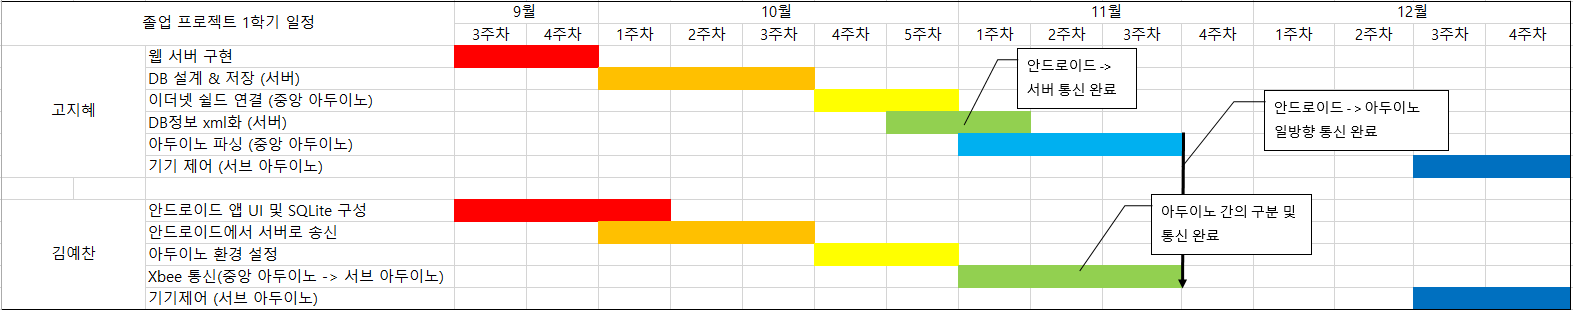 졸업 프로젝트 1학기 일정
9월 10월 11월 12월
3주차 4주차 1주차 2주차 3주차 4주차 5주차 1주차 2주차 3주차 4주차 1주차 2주차 3주차 4주차
고지혜
웹 서버 구현
DB 설계 & 저장 (서버)
이더넷 쉴드 연결 (중앙 아두이노)
DB정보 xml화 (서버)
아두이노 파싱 (중앙 아두이노)
기기 제어 (서브 아두이노)
안드로이드 ->
서버 통신 완료
안드로이드 -> 아두이노
일방향 통신 완료
김예찬
안드로이드 앱 UI 및 SQLite 구성
안드로이드에서 서버로 송신
아두이노 환경 설정
Xbee 통신(중앙 아두이노 -> 서브 아두이노)
기기제어 (서브 아두이노)
아두이노 간의 구분 및
통신 완료